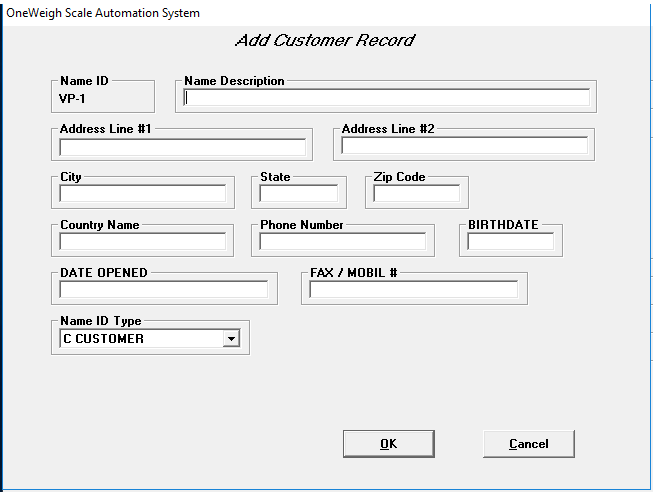 OneWeigh Scale Automation System
Add Customer Record
Name ID
VP-1
Name Description
Address Line #1
Address Line #2
City
State
Zip Code
Country Name
Phone Number
BIRTHDATE
DATE OPENED
FAX / MOBIL #
Name ID Type
C CUSTOMER
OK
Cancel